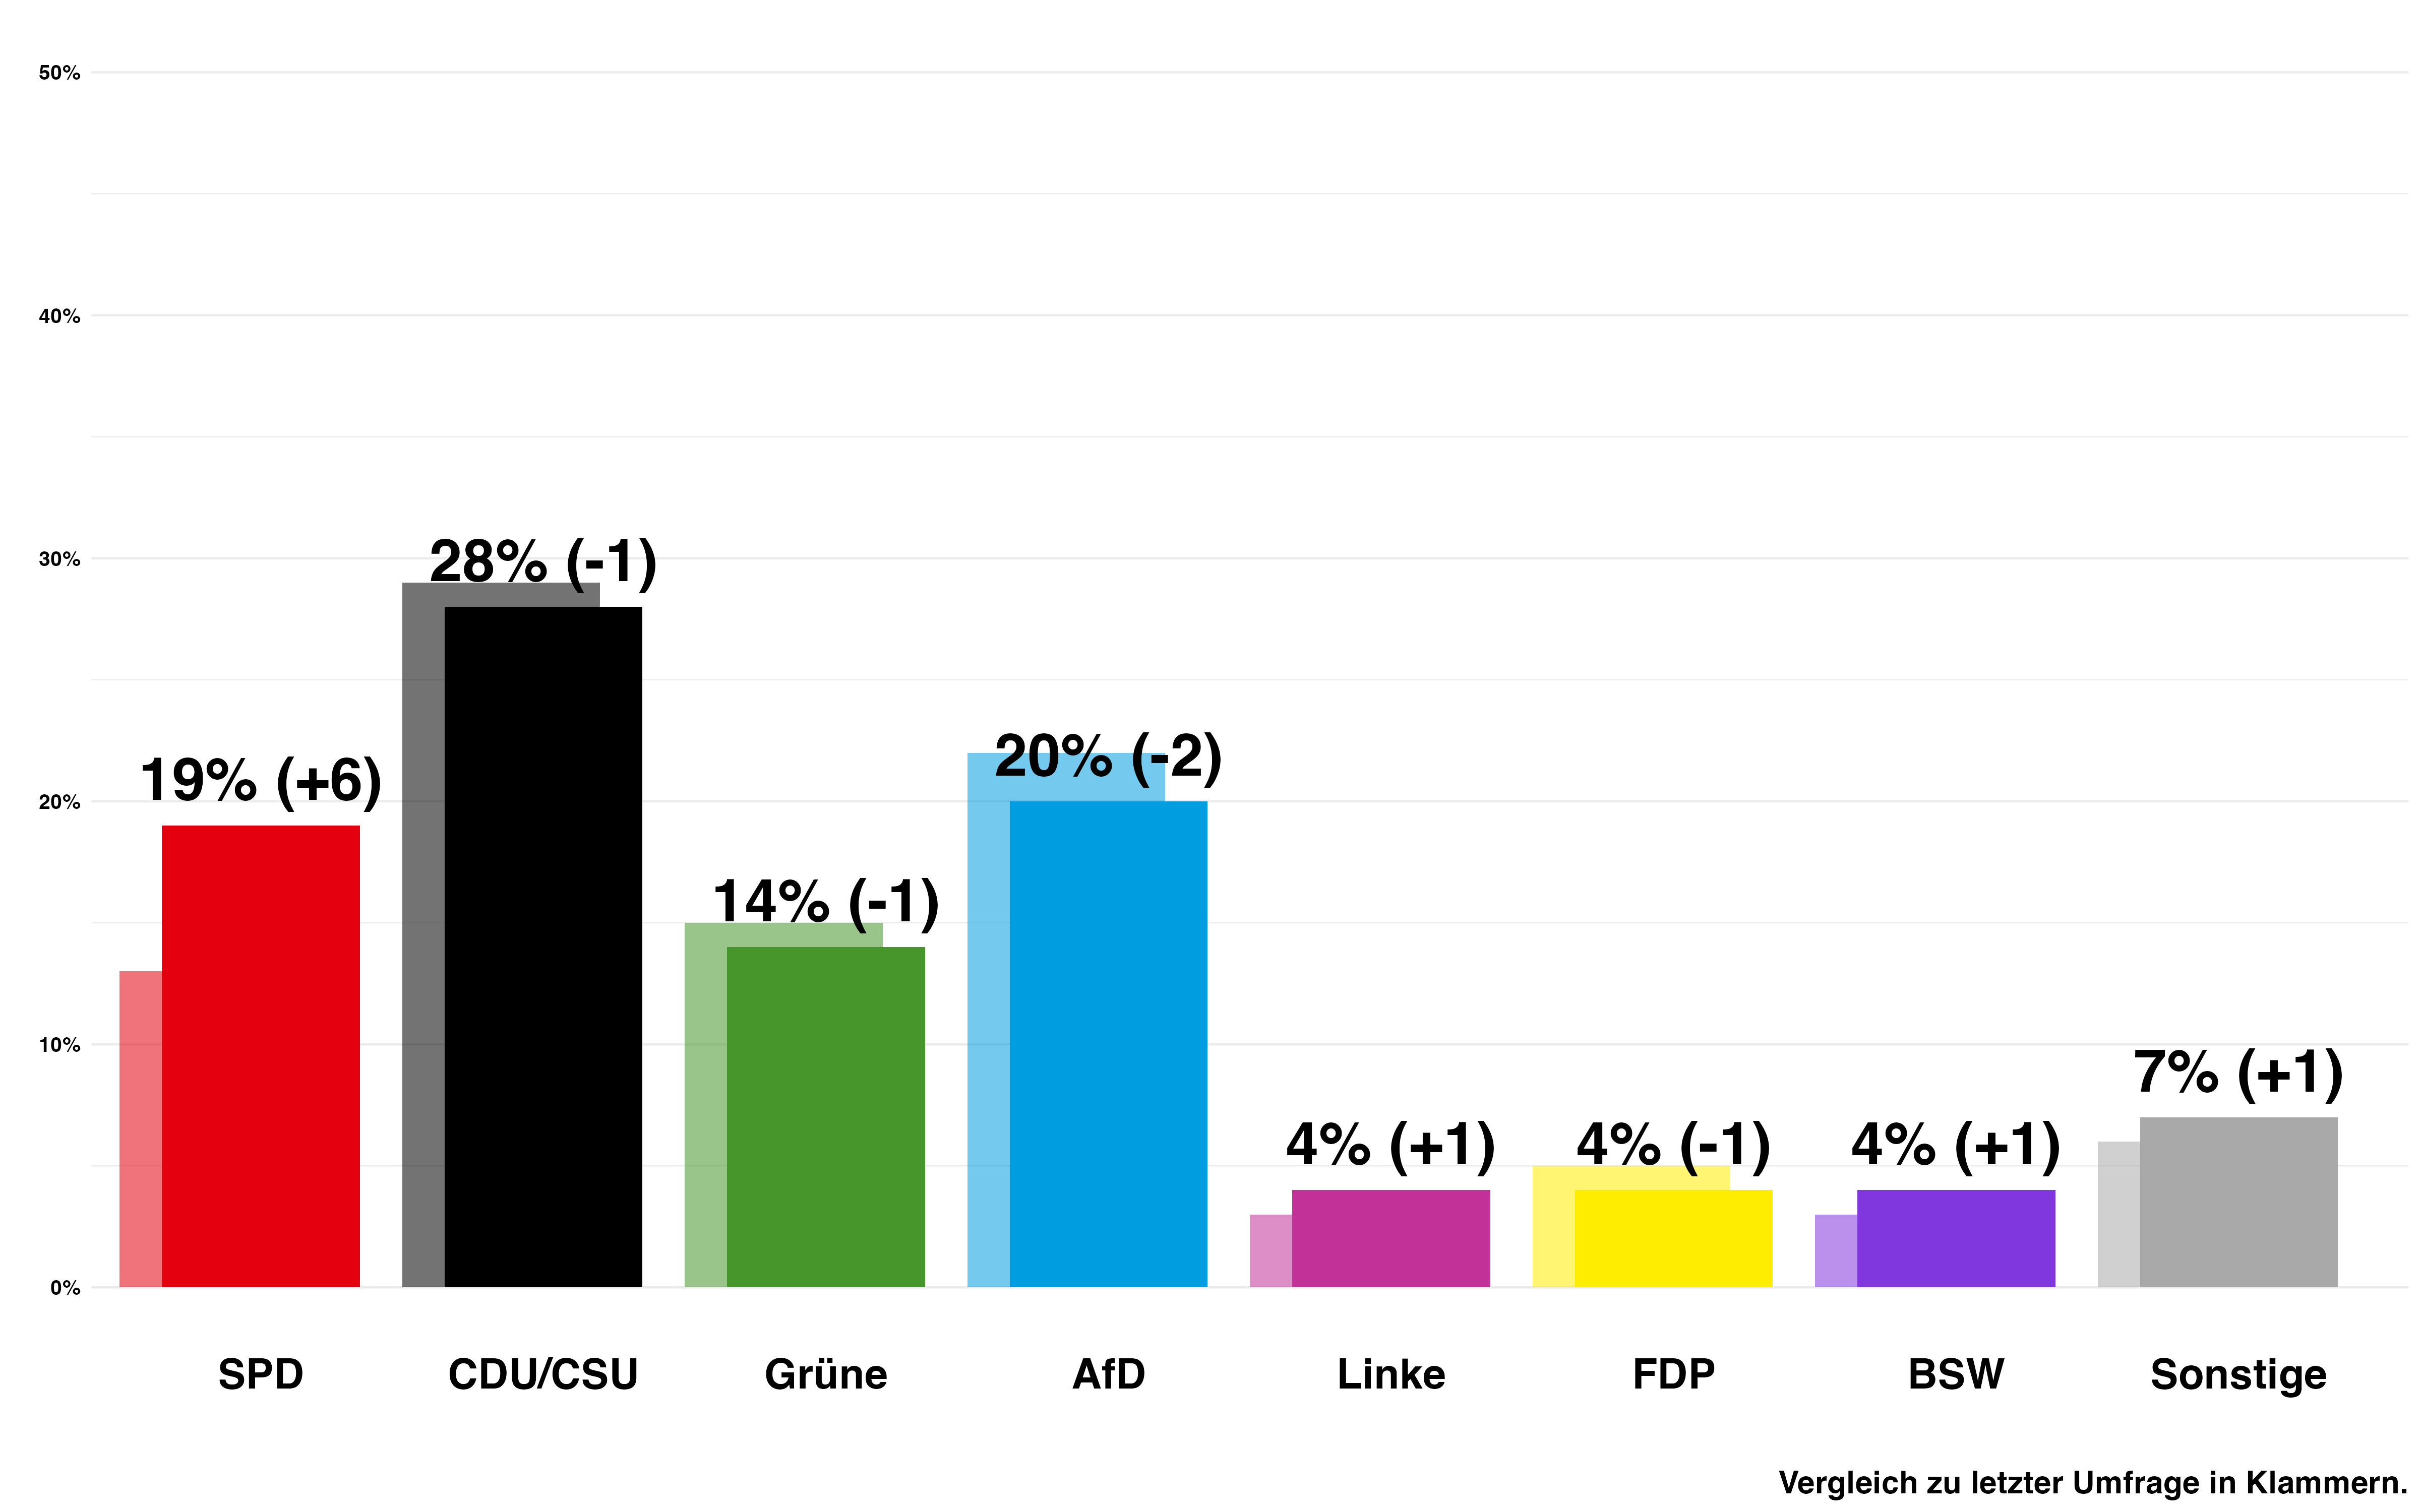 50%
40%
30%
20%
10%
0%
19% (+6)
28% (-1)
14% (-1)
20% (-2)
4% (+1)
4% (-1)
4% (+1)
7% (+1)
SPD
CDU/CSU
Grüne
AfD
Linke
FDP
BSW
Sonstige
Vergleich zu letzter Umfrage in Klammern.